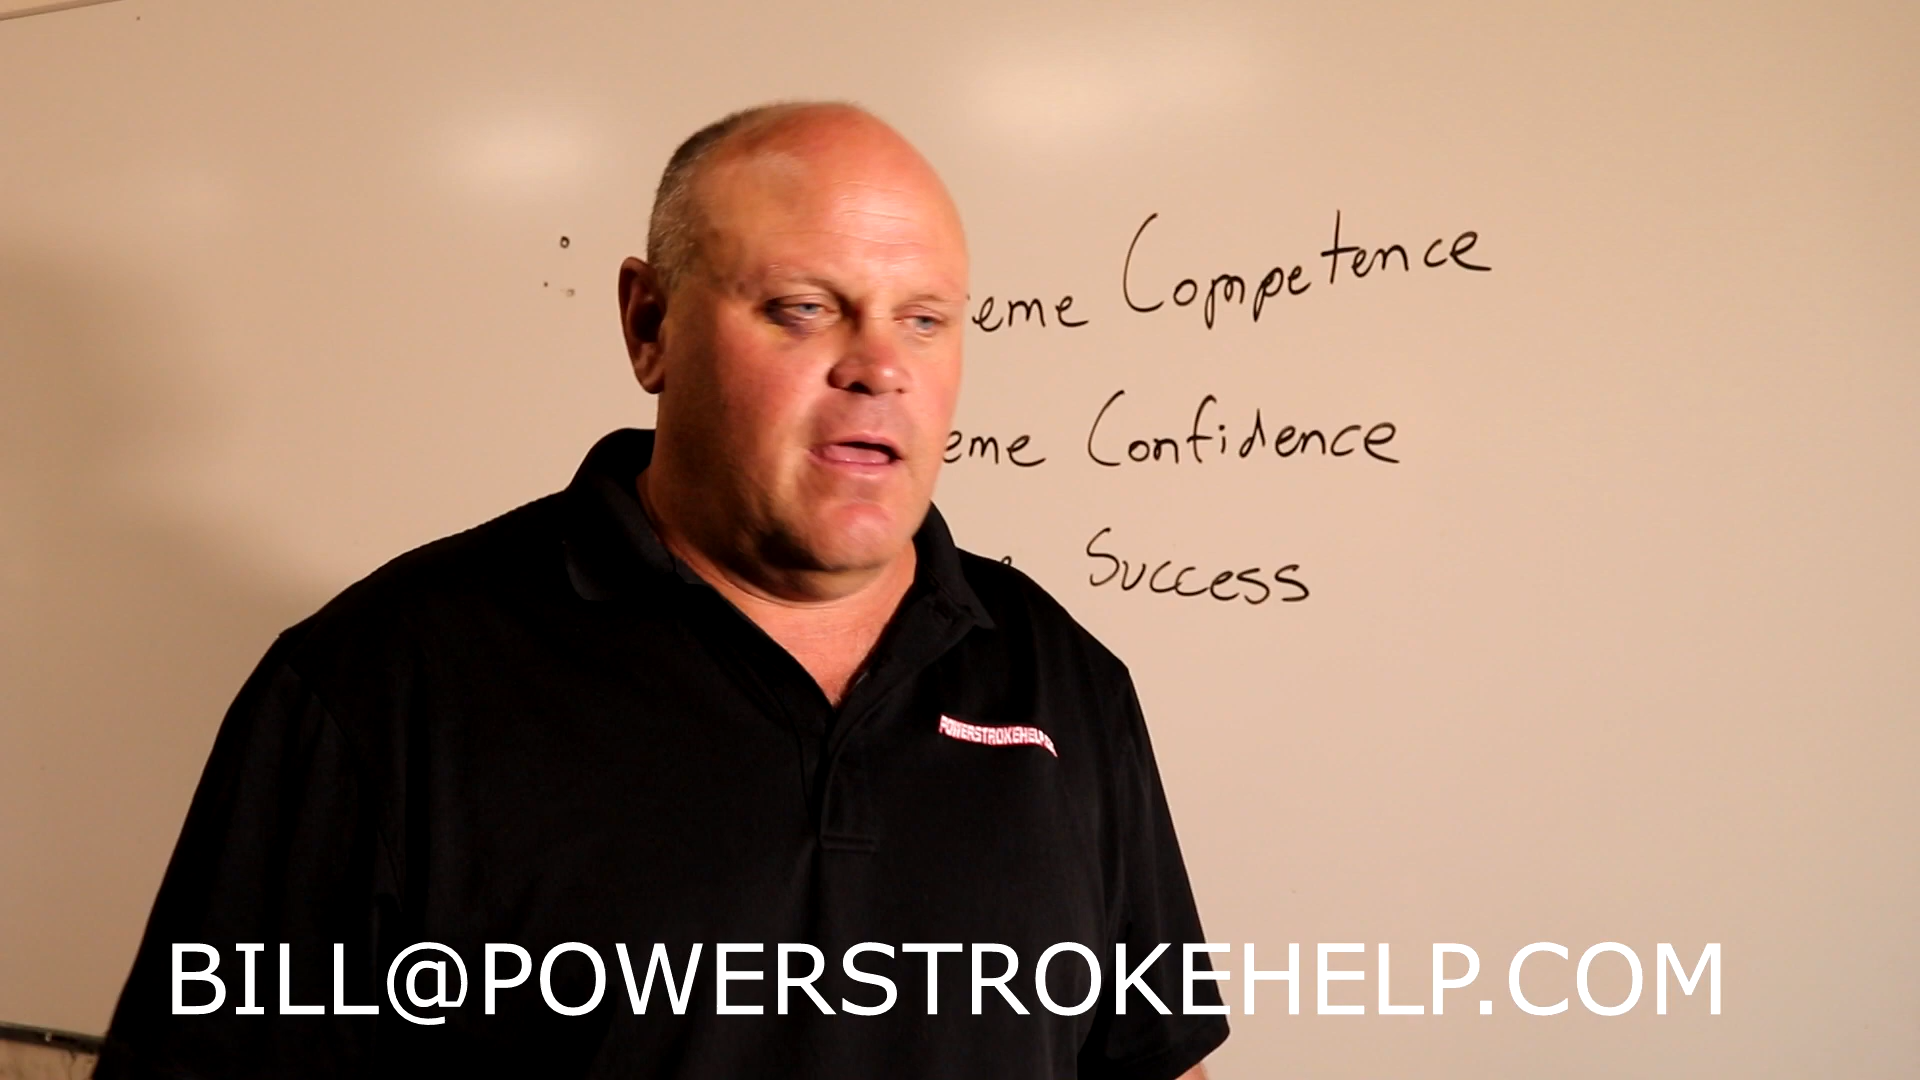 eme Competence
eme Confidence
e Success
POWERSTROKEHELP
BILL@POWERSTROKEHELP.COM